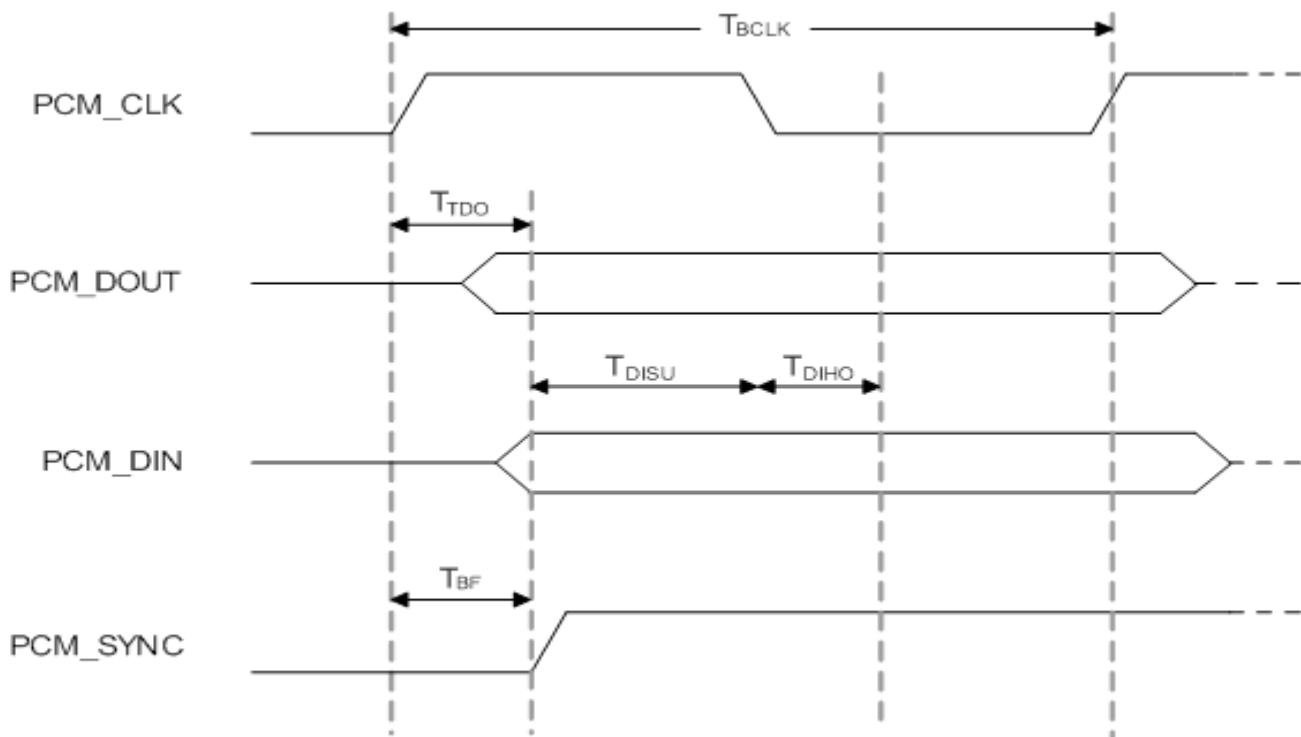 TBCLK
PCM_CLK
TTDO
PCM_DOUT
TDISU
TDIHO
PCM_DIN
TBF
PCM_SYNC